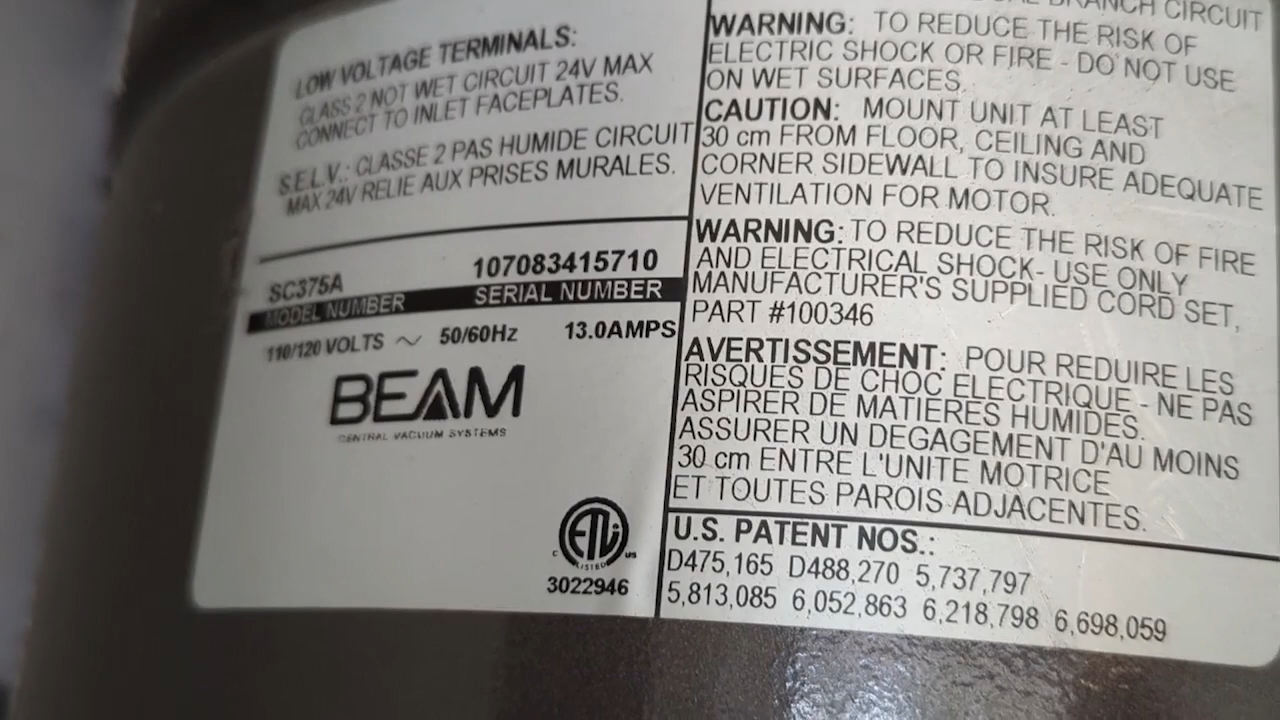 LOW VOLTAGE TERMINALS:
CLASS 2 NOT WET CIRCUIT 24V MAX
CONNECT TO INLET FACEPLATES.
S.E.L.V.: CLASSE 2 PAS HUMIDE CIRCUIT
MAX 24V RELIE AUX PRISES MURALES.
SC375A 107083415710
MODEL NUMBER SERIAL NUMBER
110/120 VOLTS ~ 50/60Hz 13.0AMPS
BEAM
CENTRAL VACUUM SYSTEMS
C ETL US
LISTED
3022946
BRANCH CIRCUIT
WARNING: TO REDUCE THE RISK OF
ELECTRIC SHOCK OR FIRE - DO NOT USE
ON WET SURFACES.
CAUTION: MOUNT UNIT AT LEAST
30 cm FROM FLOOR, CEILING AND
CORNER SIDEWALL TO INSURE ADEQUATE
VENTILATION FOR MOTOR.
WARNING: TO REDUCE THE RISK OF FIRE
AND ELECTRICAL SHOCK- USE ONLY
MANUFACTURER'S SUPPLIED CORD SET,
PART #100346
AVERTISSEMENT: POUR REDUIRE LES
RISQUES DE CHOC ELECTRIQUE - NE PAS
ASPIRER DE MATIERES HUMIDES.
ASSURER UN DEGAGEMENT D'AU MOINS
30 cm ENTRE L'UNITE MOTRICE
ET TOUTES PAROIS ADJACENTES.
U.S. PATENT NOS.:
D475,165 D488,270 5,737,797
5,813,085 6,052,863 6,218,798 6,698,059